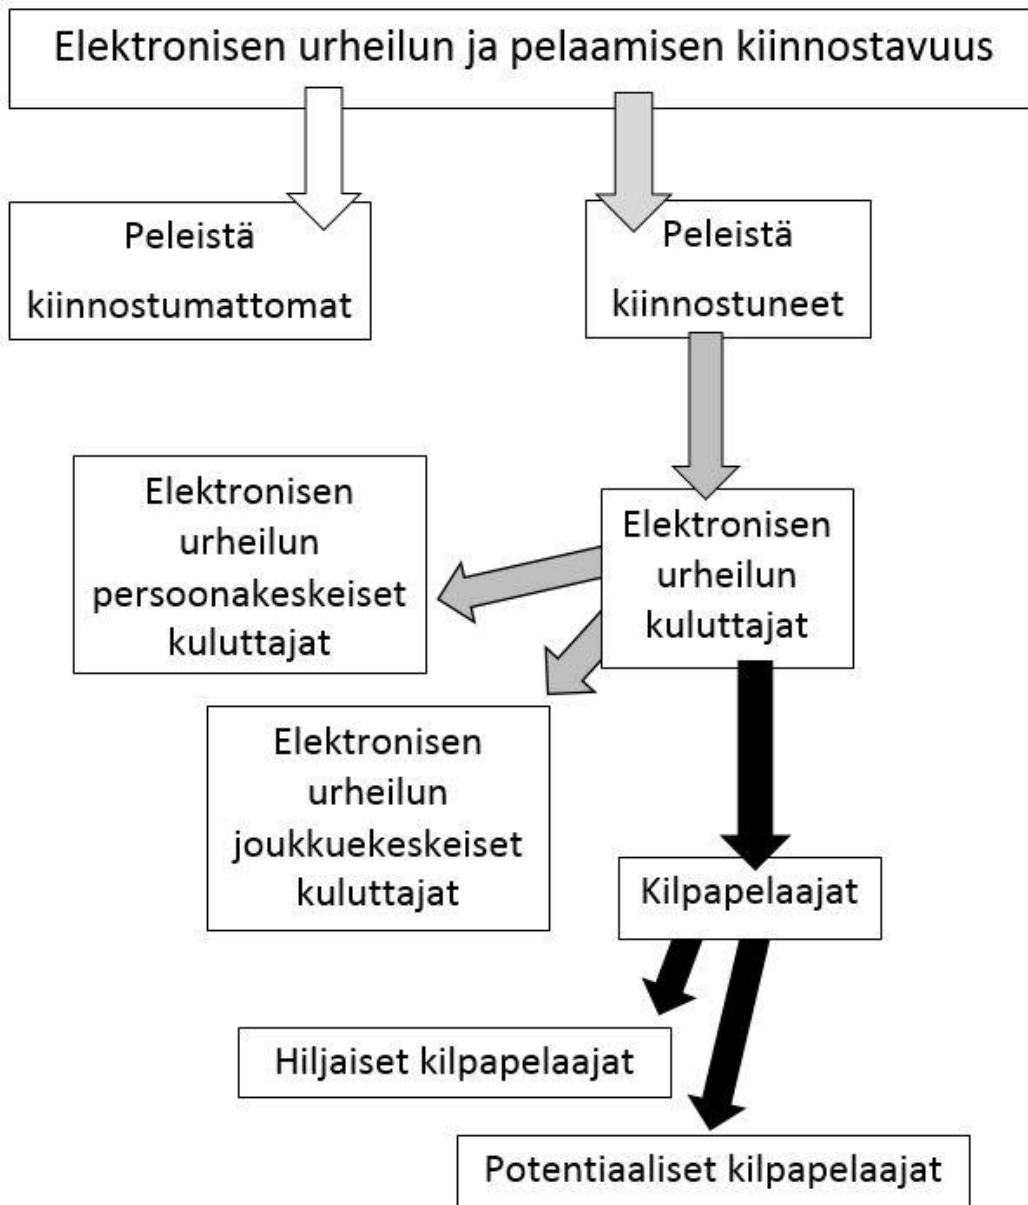 Elektronisen urheilun ja pelaamisen kiinnostavuus
Peleistä
kiinnostumattomat
Peleistä
kiinnostuneet
Elektronisen
urheilun
persoonakeskeiset
kuluttajat
Elektronisen
urheilun
kuluttajat
Elektronisen
urheilun
joukkuekeskeiset
kuluttajat
Kilpapelaajat
Hiljaiset kilpapelaajat
Potentiaaliset kilpapelaajat